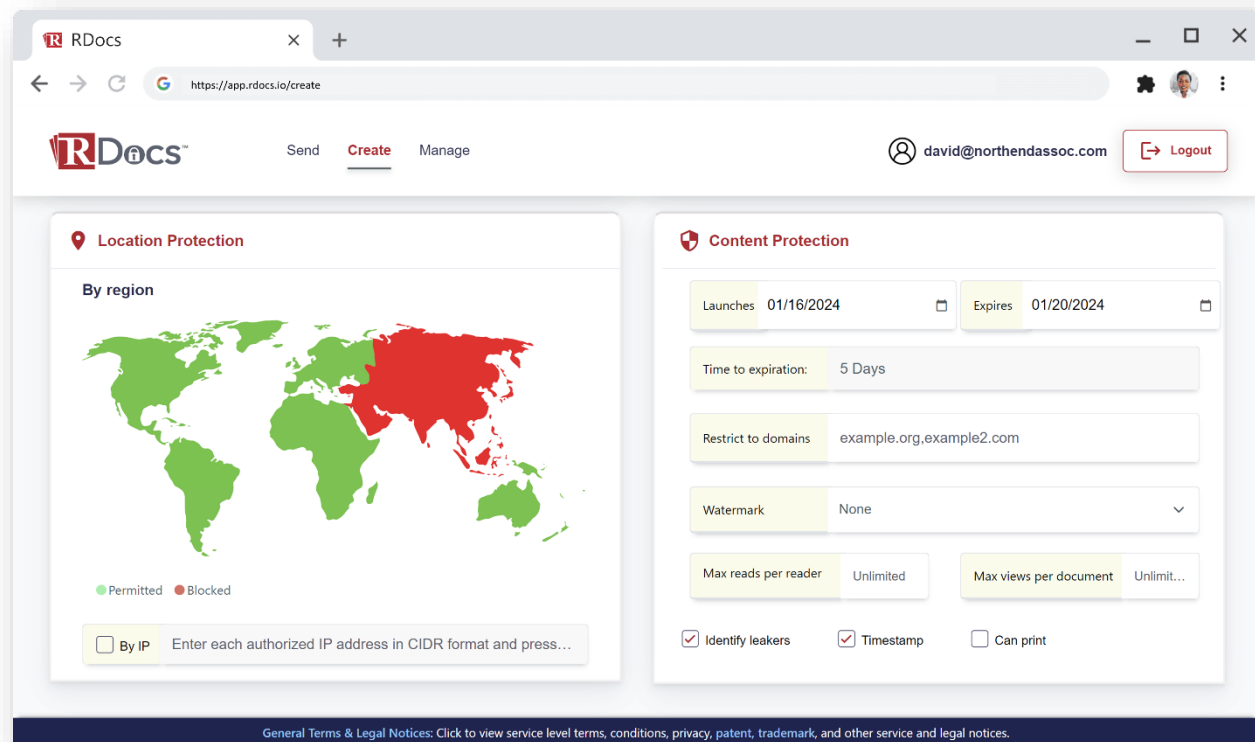 RDocs
https://app.rdocs.io/create
RDocs™
Send Create Manage
david@northendassoc.com
Logout
Location Protection
By region
Permitted Blocked
By IP Enter each authorized IP address in CIDR format and press…
Content Protection
Launches 01/16/2024 Expires 01/20/2024
Time to expiration: 5 Days
Restrict to domains example.org,example2.com
Watermark None
Max reads per reader Unlimited Max views per document Unlimit…
Identify leakers Timestamp Can print
General Terms & Legal Notices: Click to view service level terms, conditions, privacy, patent, trademark, and other service and legal notices.